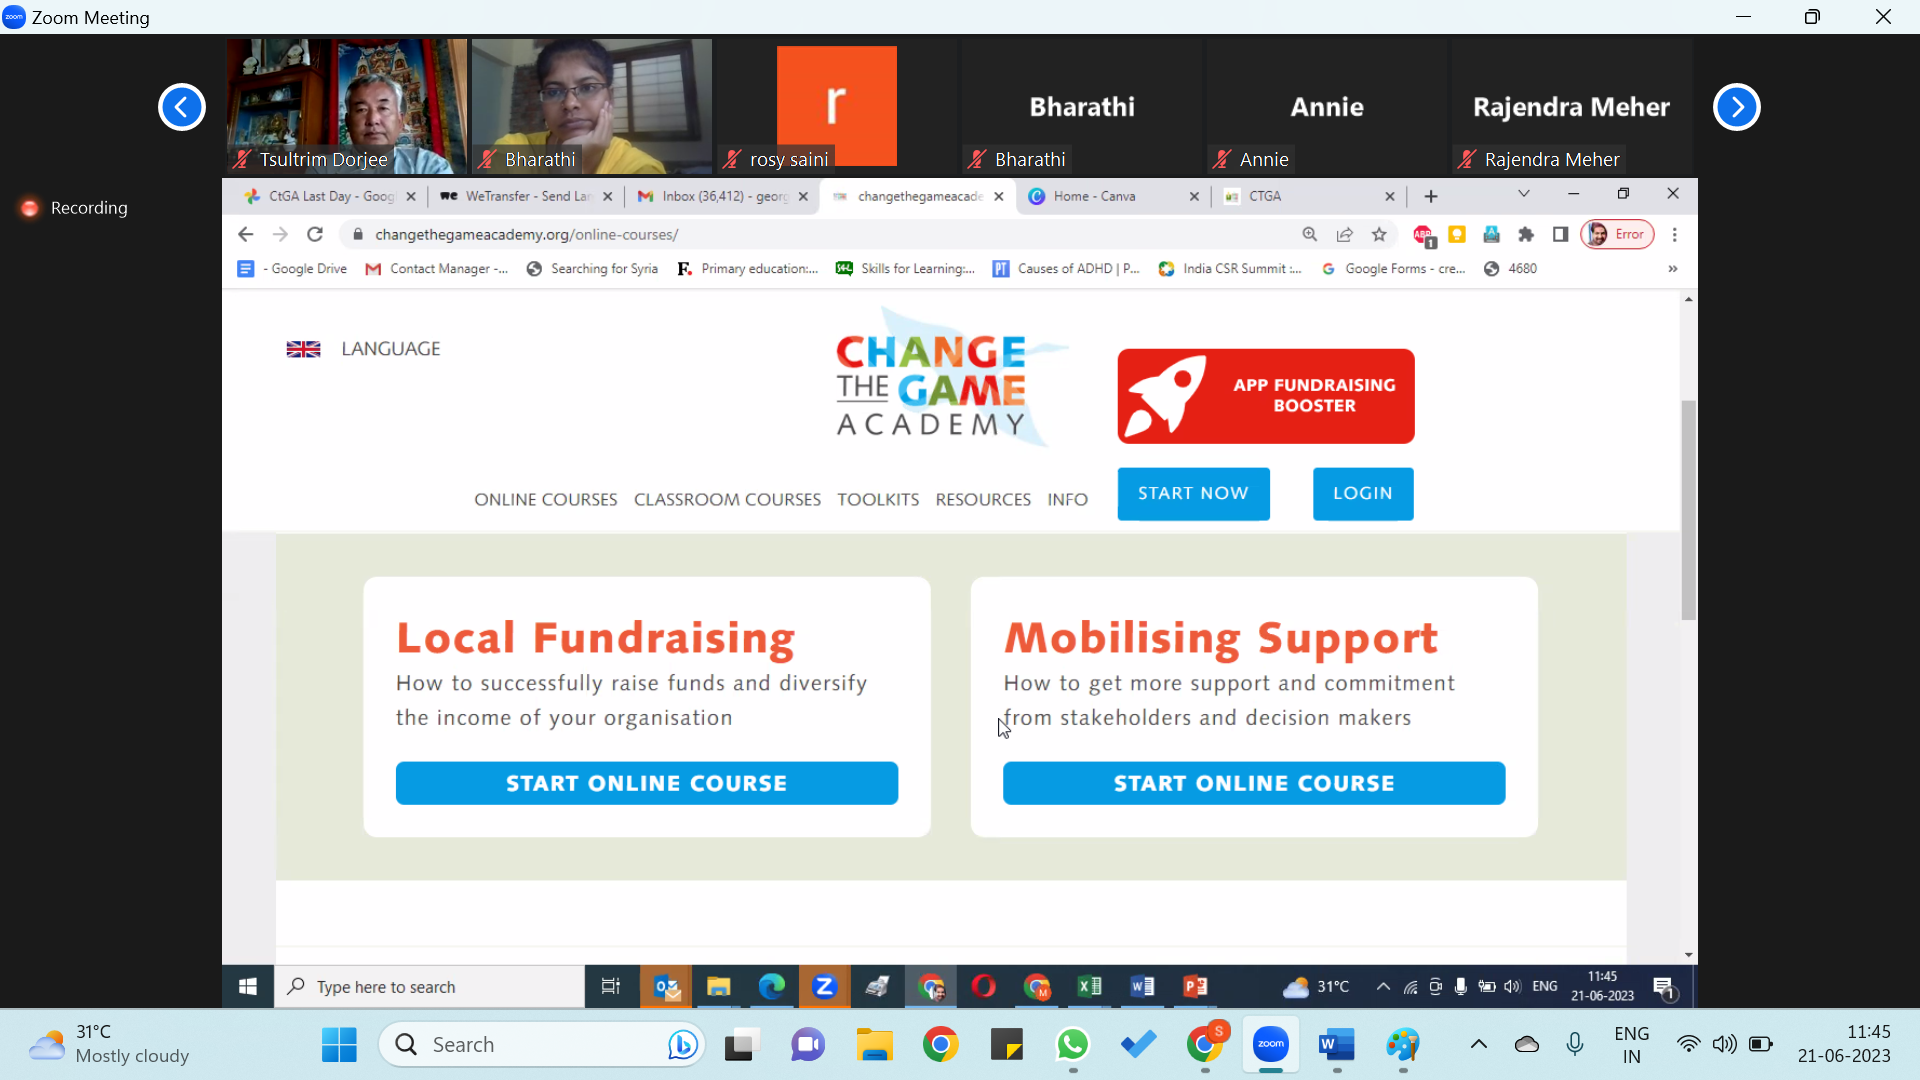 Zoom Meeting
r
Bharathi
Annie
Rajendra Meher
Tsultrim Dorjee
Bharathi
rosy saini
Bharathi
Annie
Rajendra Meher
Recording
CtGA Last Day - Goog
WeTransfer - Send La
Inbox (36,412) - georg
changethegameacade
Home - Canva
CTGA
changethegameacademy.org/online-courses/
Error
- Google Drive
Contact Manager -...
Searching for Syria
Primary education:...
Skills for Learning:...
Causes of ADHD | P...
India CSR Summit :...
Google Forms - cre...
4680
LANGUAGE
CHANGE
THE GAME
ACADEMY
APP FUNDRAISING
BOOSTER
ONLINE COURSES
CLASSROOM COURSES
TOOLKITS
RESOURCES
INFO
START NOW
LOGIN
Local Fundraising
How to successfully raise funds and diversify
the income of your organisation
START ONLINE COURSE
Mobilising Support
How to get more support and commitment
from stakeholders and decision makers
START ONLINE COURSE
Type here to search
31°C
ENG
11:45
21-06-2023
1
31°C
Mostly cloudy
Search
zoom
ENG
IN
11:45
21-06-2023